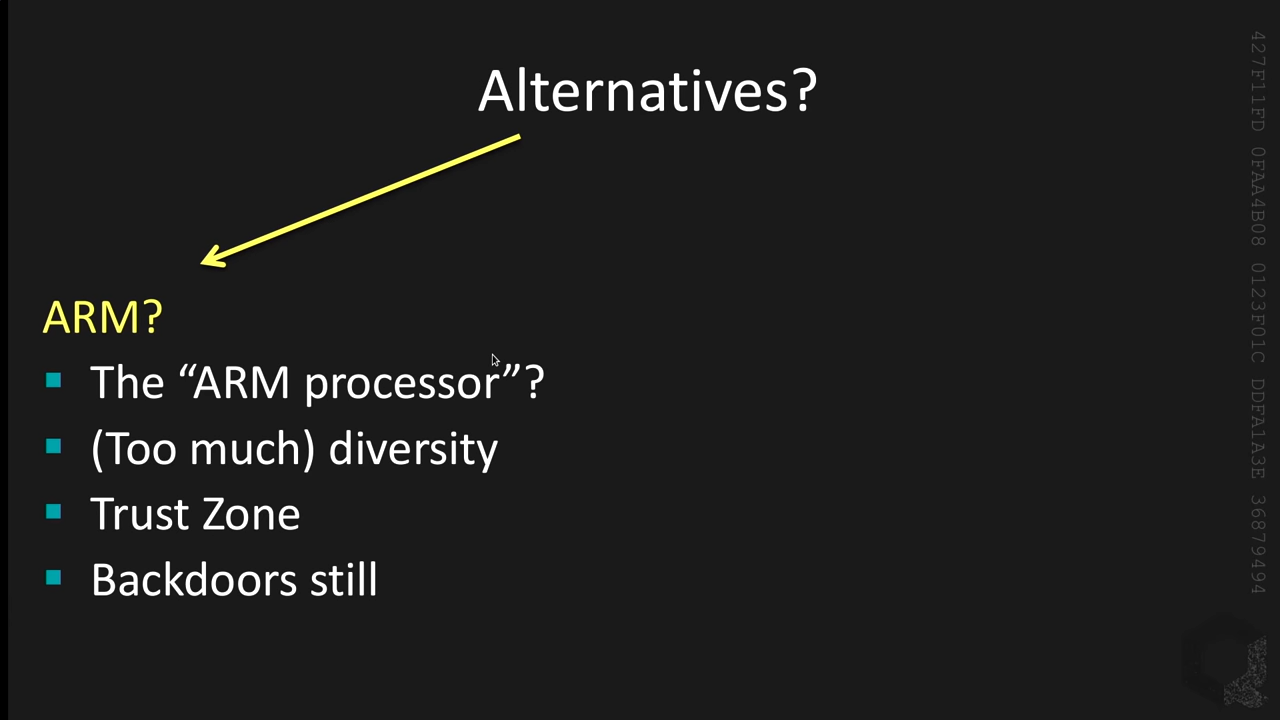 Alternatives?
ARM?
The “ARM processor”?
(Too much) diversity
Trust Zone
Backdoors still
427F11FD 0FAA4B08 0123F01C DDFA1A3E 36879494